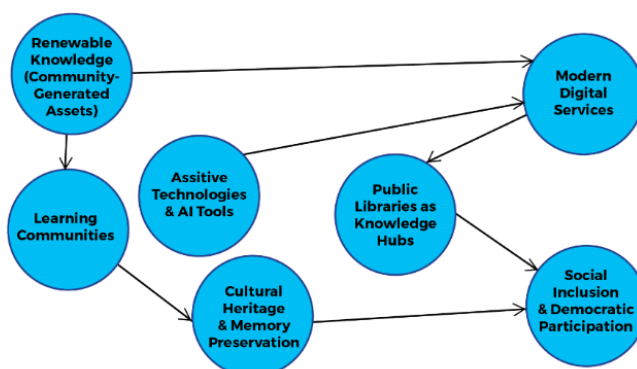 Renewable
Knowledge
(Community-
Generated
Assets)
Modern
Digital
Services
Assitive
Technologies
& AI Tools
Public
Libraries as
Knowledge
Hubs
Learning
Communities
Cultural
Heritage
& Memory
Preservation
Social
Inclusion
& Democratic
Participation